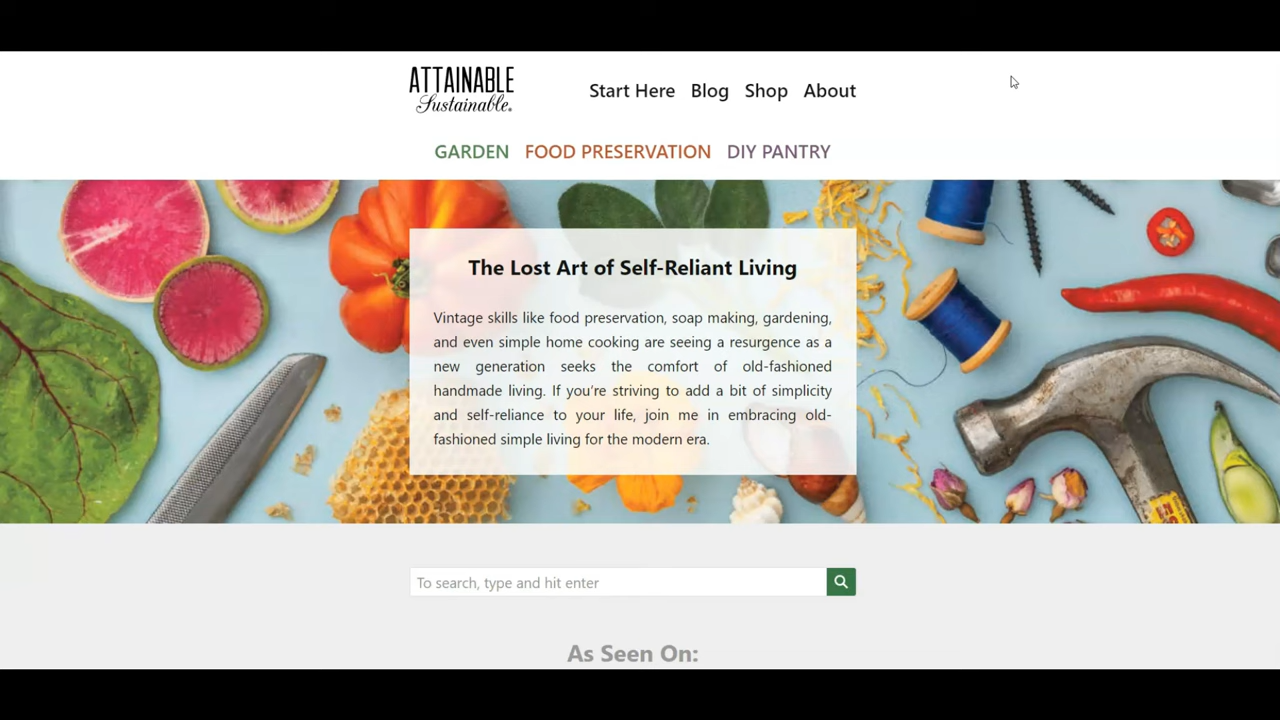 ATTAINABLE
Sustainable®
Start Here Blog Shop About
GARDEN FOOD PRESERVATION DIY PANTRY
The Lost Art of Self-Reliant Living
Vintage skills like food preservation, soap making, gardening,
and even simple home cooking are seeing a resurgence as a
new generation seeks the comfort of old-fashioned
handmade living. If you’re striving to add a bit of simplicity
and self-reliance to your life, join me in embracing old-
fashioned simple living for the modern era.
To search, type and hit enter
As Seen On: